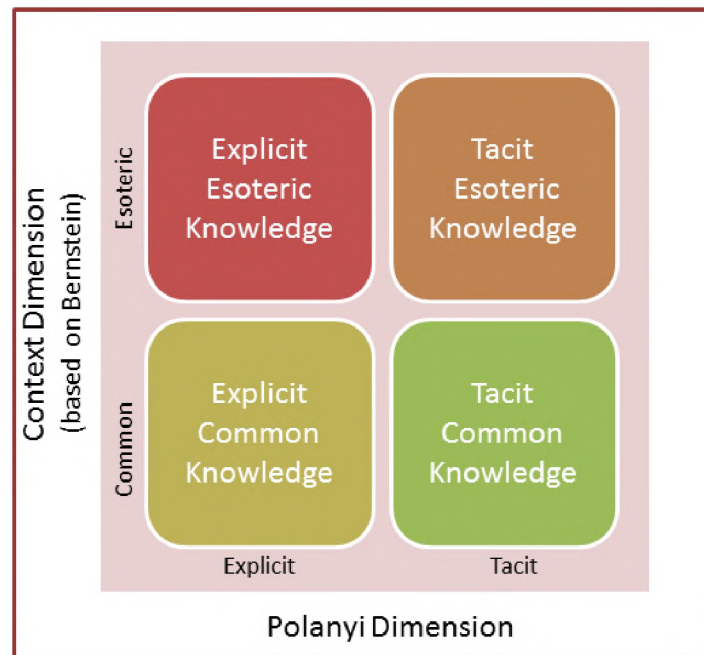 Context Dimension
(based on Bernstein)
Esoteric
Explicit
Esoteric
Knowledge
Tacit
Esoteric
Knowledge
Common
Explicit
Common
Knowledge
Tacit
Common
Knowledge
Explicit
Tacit
Polanyi Dimension